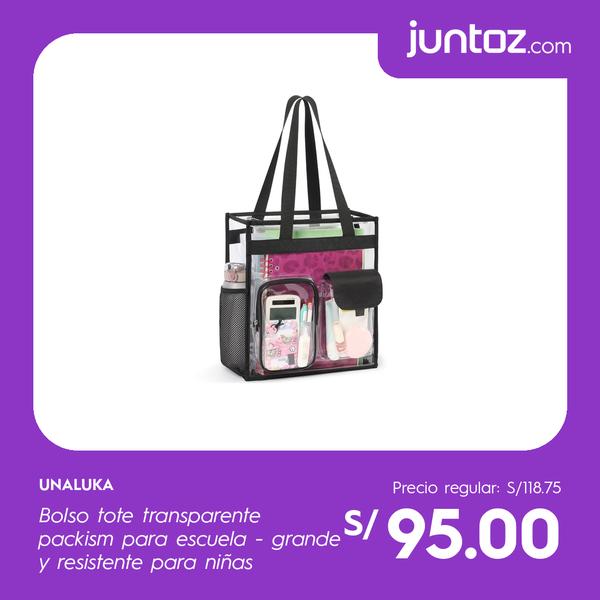 juntoz.com
UNALUKA
Bolso tote transparente
packism para escuela - grande
y resistente para niñas
Precio regular: S/118.75
S/ 95.00